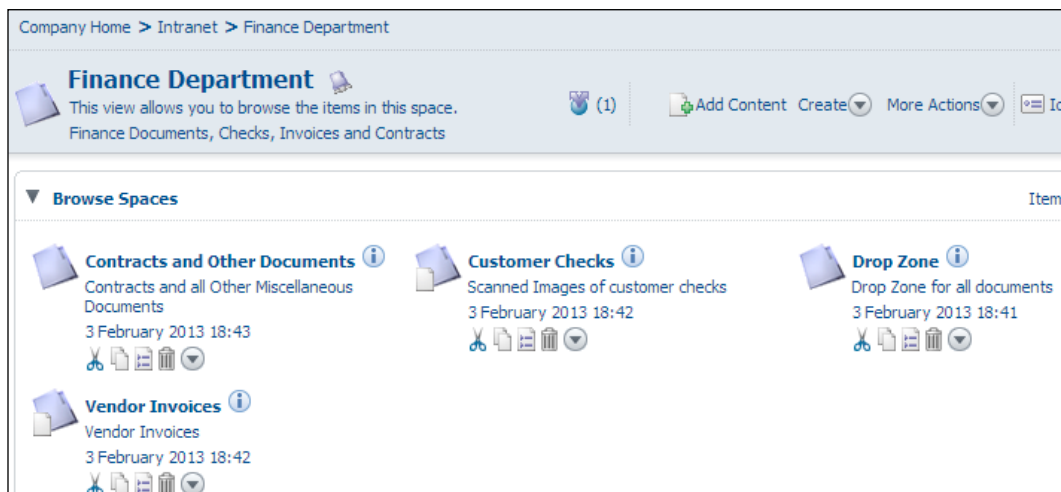 Company Home > Intranet > Finance Department
Finance Department
This view allows you to browse the items in this space.
Finance Documents, Checks, Invoices and Contracts
(1) Add Content Create More Actions
Browse Spaces Item
Contracts and Other Documents
Contracts and all Other Miscellaneous
Documents
3 February 2013 18:43
Customer Checks
Scanned Images of customer checks
3 February 2013 18:42
Drop Zone
Drop Zone for all documents
3 February 2013 18:41
Vendor Invoices
Vendor Invoices
3 February 2013 18:42